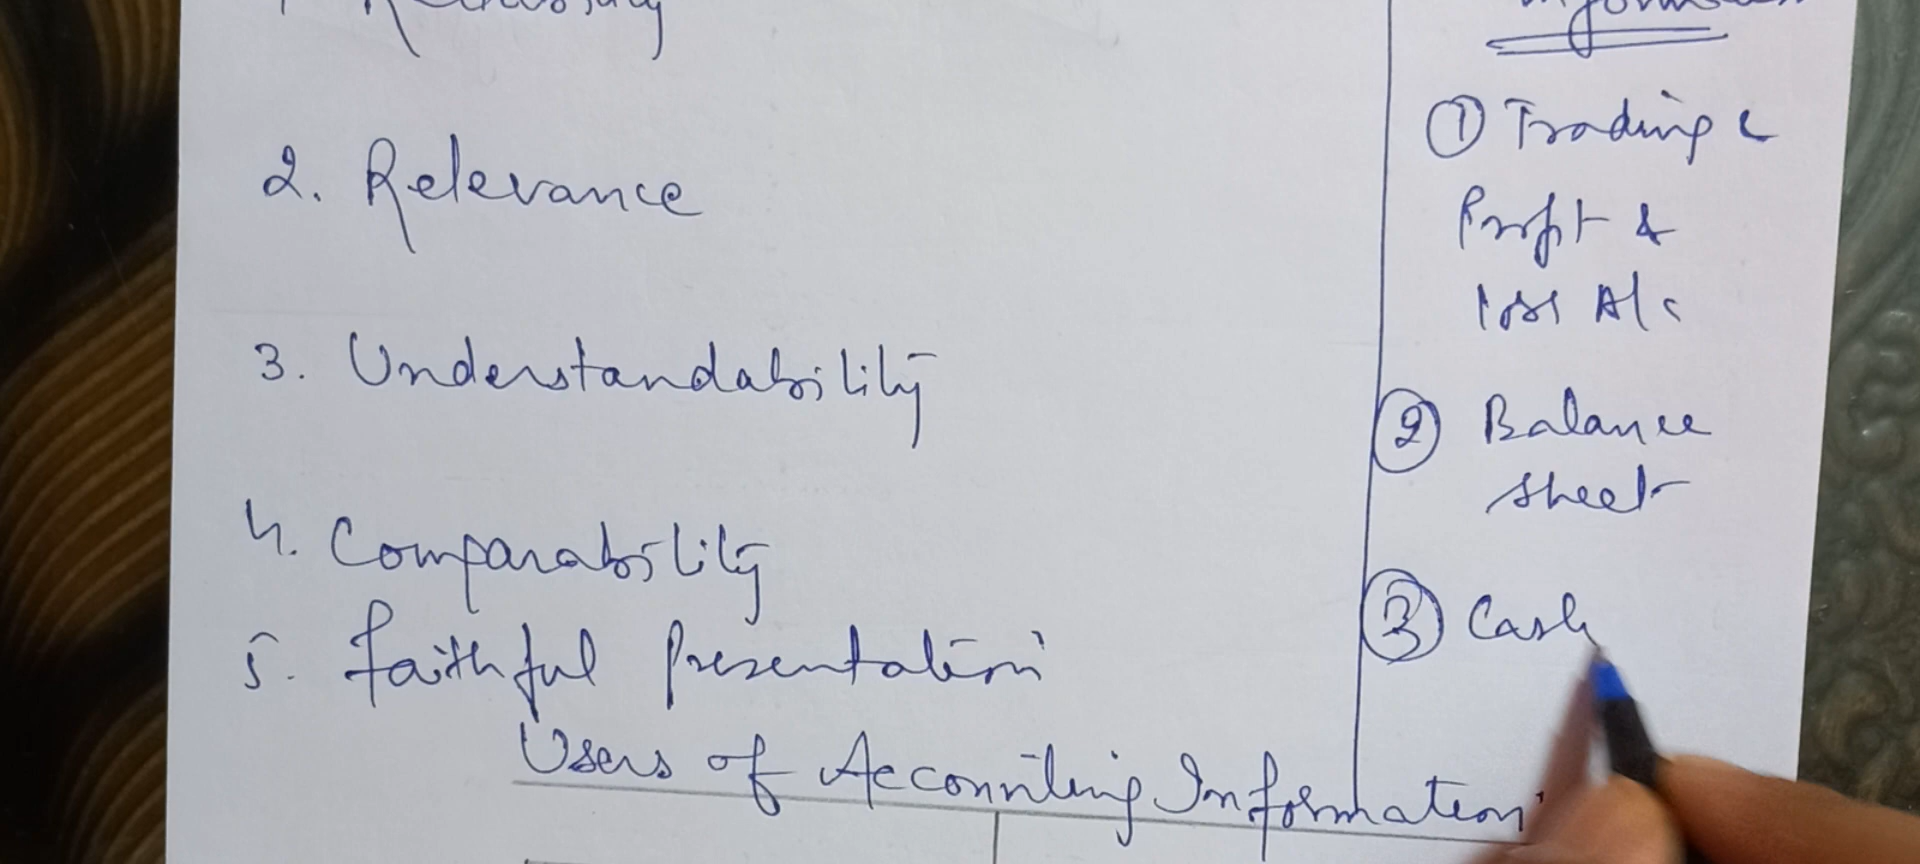 2. Relevance
3. Understandability
4. Comparability
5. faithful presentation
Users of Accounting Information
① Trading &
Profit &
loss A/c
② Balance
sheet
③ Cash